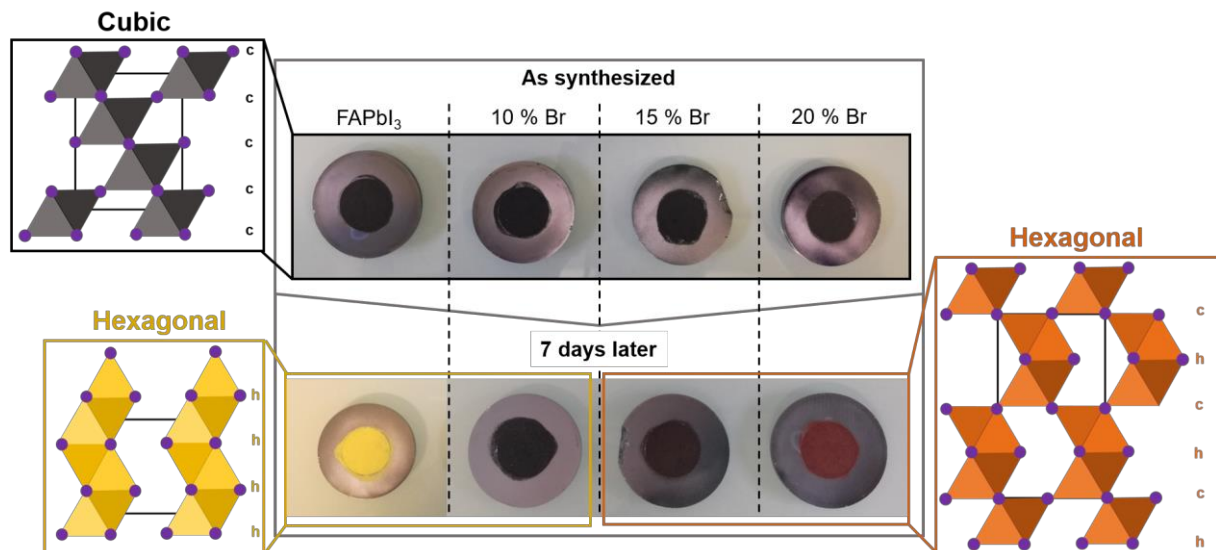 Cubic
c
c
c
c
c
As synthesized
FAPbI₃
10 % Br
15 % Br
20 % Br
7 days later
Hexagonal
h
h
h
h
Hexagonal
c
h
c
h
c
h